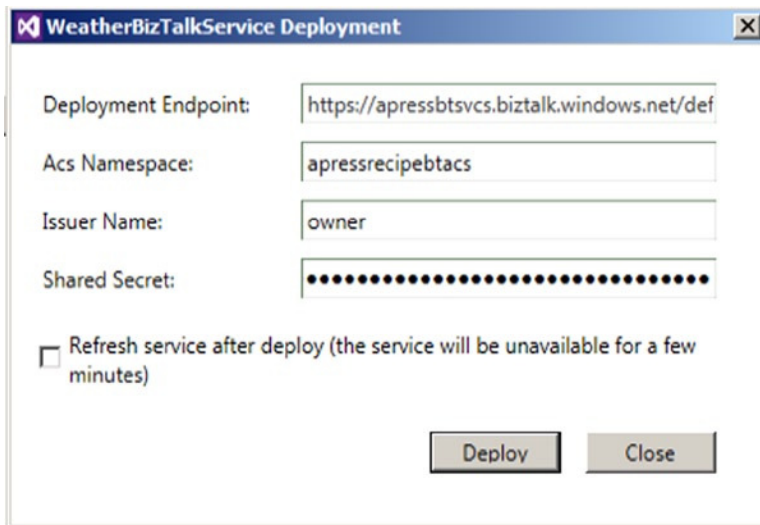 WeatherBizTalkService Deployment
Deployment Endpoint: https://apressbtsvcs.biztalk.windows.net/def
Acs Namespace: apressrecipebtacs
Issuer Name: owner
Shared Secret: ●●●●●●●●●●●●●●●●●●●●●●●●●●●●●●●●
Refresh service after deploy (the service will be unavailable for a few
minutes)
Deploy Close